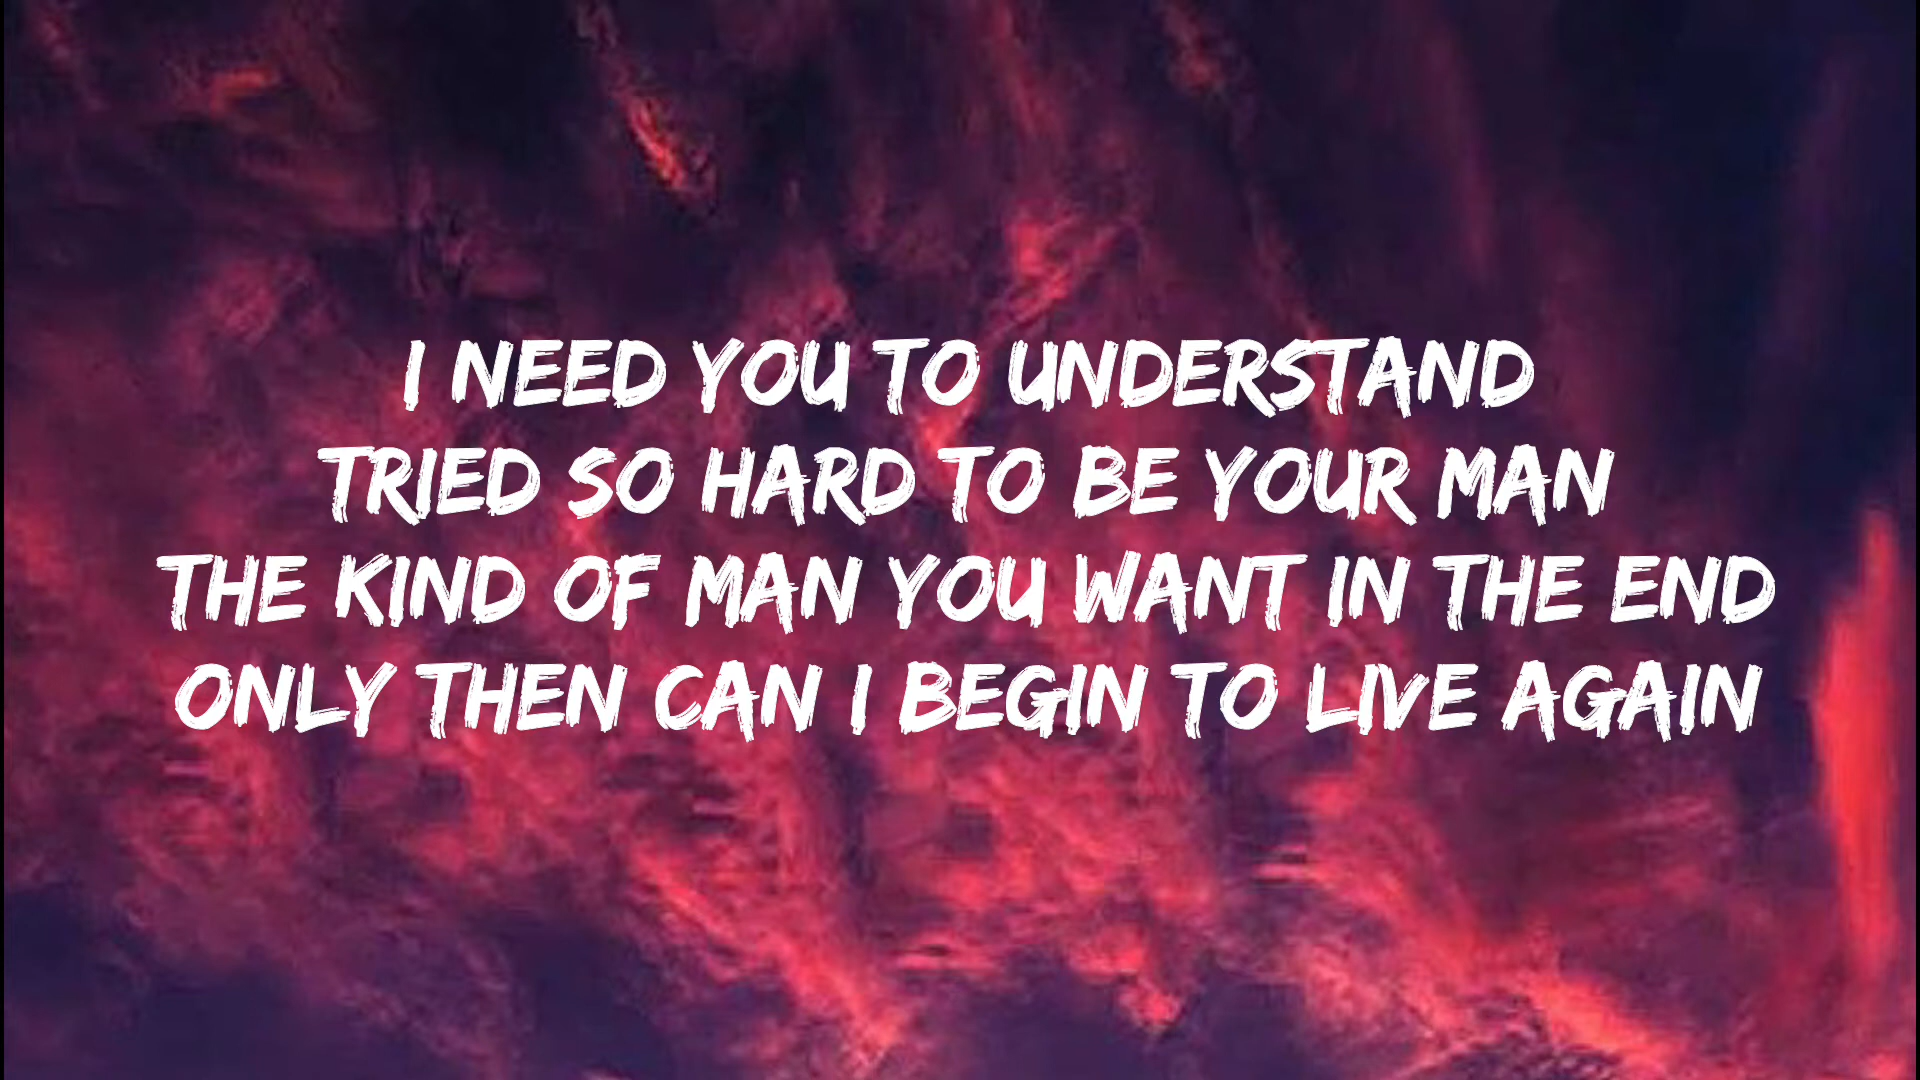 I NEED YOU TO UNDERSTAND
TRIED SO HARD TO BE YOUR MAN
THE KIND OF MAN YOU WANT IN THE END
ONLY THEN CAN I BEGIN TO LIVE AGAIN